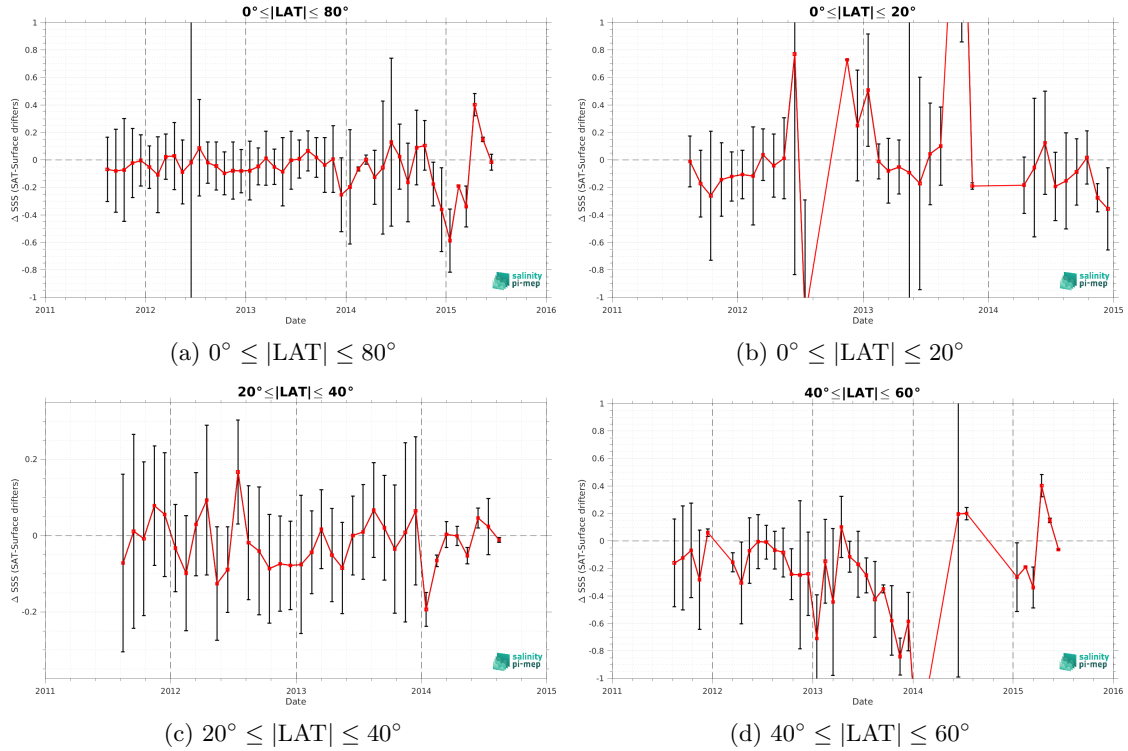 0°≤|LAT|≤ 80°
1
0.8
0.6
0.4
0.2
0
-0.2
-0.4
-0.6
-0.8
-1
Δ SSS (SAT-Surface drifters)
2011
2012
2013
2014
2015
2016
Date
salinity
pi-mep
(a) 0° ≤ |LAT| ≤ 80°
0°≤|LAT|≤ 20°
1
0.8
0.6
0.4
0.2
0
-0.2
-0.4
-0.6
-0.8
-1
Δ SSS (SAT-Surface drifters)
2011
2012
2013
2014
2015
Date
salinity
pi-mep
(b) 0° ≤ |LAT| ≤ 20°
20°≤|LAT|≤ 40°
0.2
0
-0.2
Δ SSS (SAT-Surface drifters)
2011
2012
2013
2014
2015
Date
salinity
pi-mep
(c) 20° ≤ |LAT| ≤ 40°
40°≤|LAT|≤ 60°
1
0.8
0.6
0.4
0.2
0
-0.2
-0.4
-0.6
-0.8
-1
Δ SSS (SAT-Surface drifters)
2011
2012
2013
2014
2015
2016
Date
salinity
pi-mep
(d) 40° ≤ |LAT| ≤ 60°